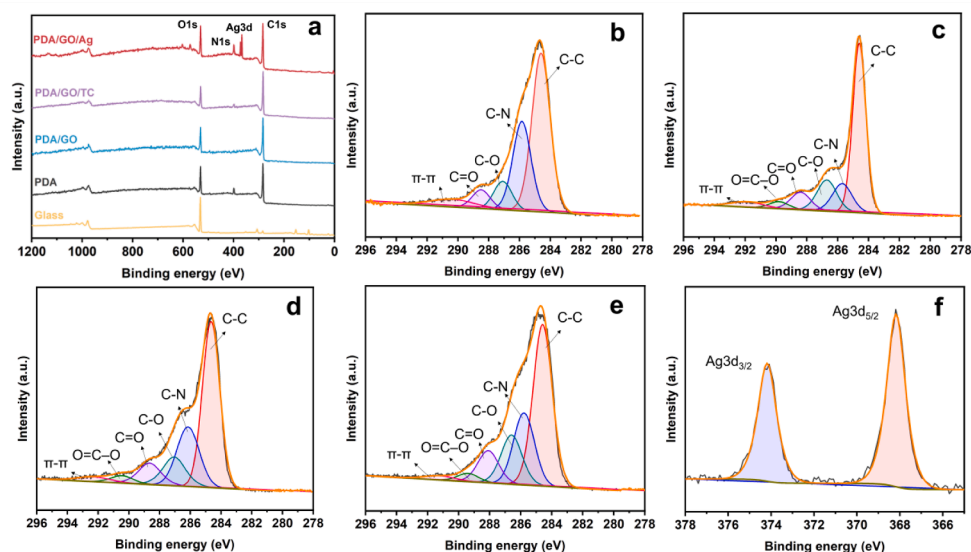 a
O1s
Ag3d
C1s
N1s
PDA/GO/Ag
PDA/GO/TC
PDA/GO
PDA
Glass
Intensity (a.u.)
1200 1000 800 600 400 200 0
Binding energy (eV)
b
C-C
C-N
C-O
C=O
π-π
Intensity (a.u.)
296 294 292 290 288 286 284 282 280 278
Binding energy (eV)
c
C-C
C-N
C-O
C=O
O=C-O
π-π
Intensity (a.u.)
296 294 292 290 288 286 284 282 280 278
Binding energy (eV)
d
C-C
C-N
C-O
C=O
O=C-O
π-π
Intensity (a.u.)
296 294 292 290 288 286 284 282 280 278
Binding energy (eV)
e
C-C
C-N
C-O
C=O
O=C-O
π-π
Intensity (a.u.)
296 294 292 290 288 286 284 282 280 278
Binding energy (eV)
f
Ag3d5/2
Ag3d3/2
Intensity (a.u.)
378 376 374 372 370 368 366
Binding energy (eV)